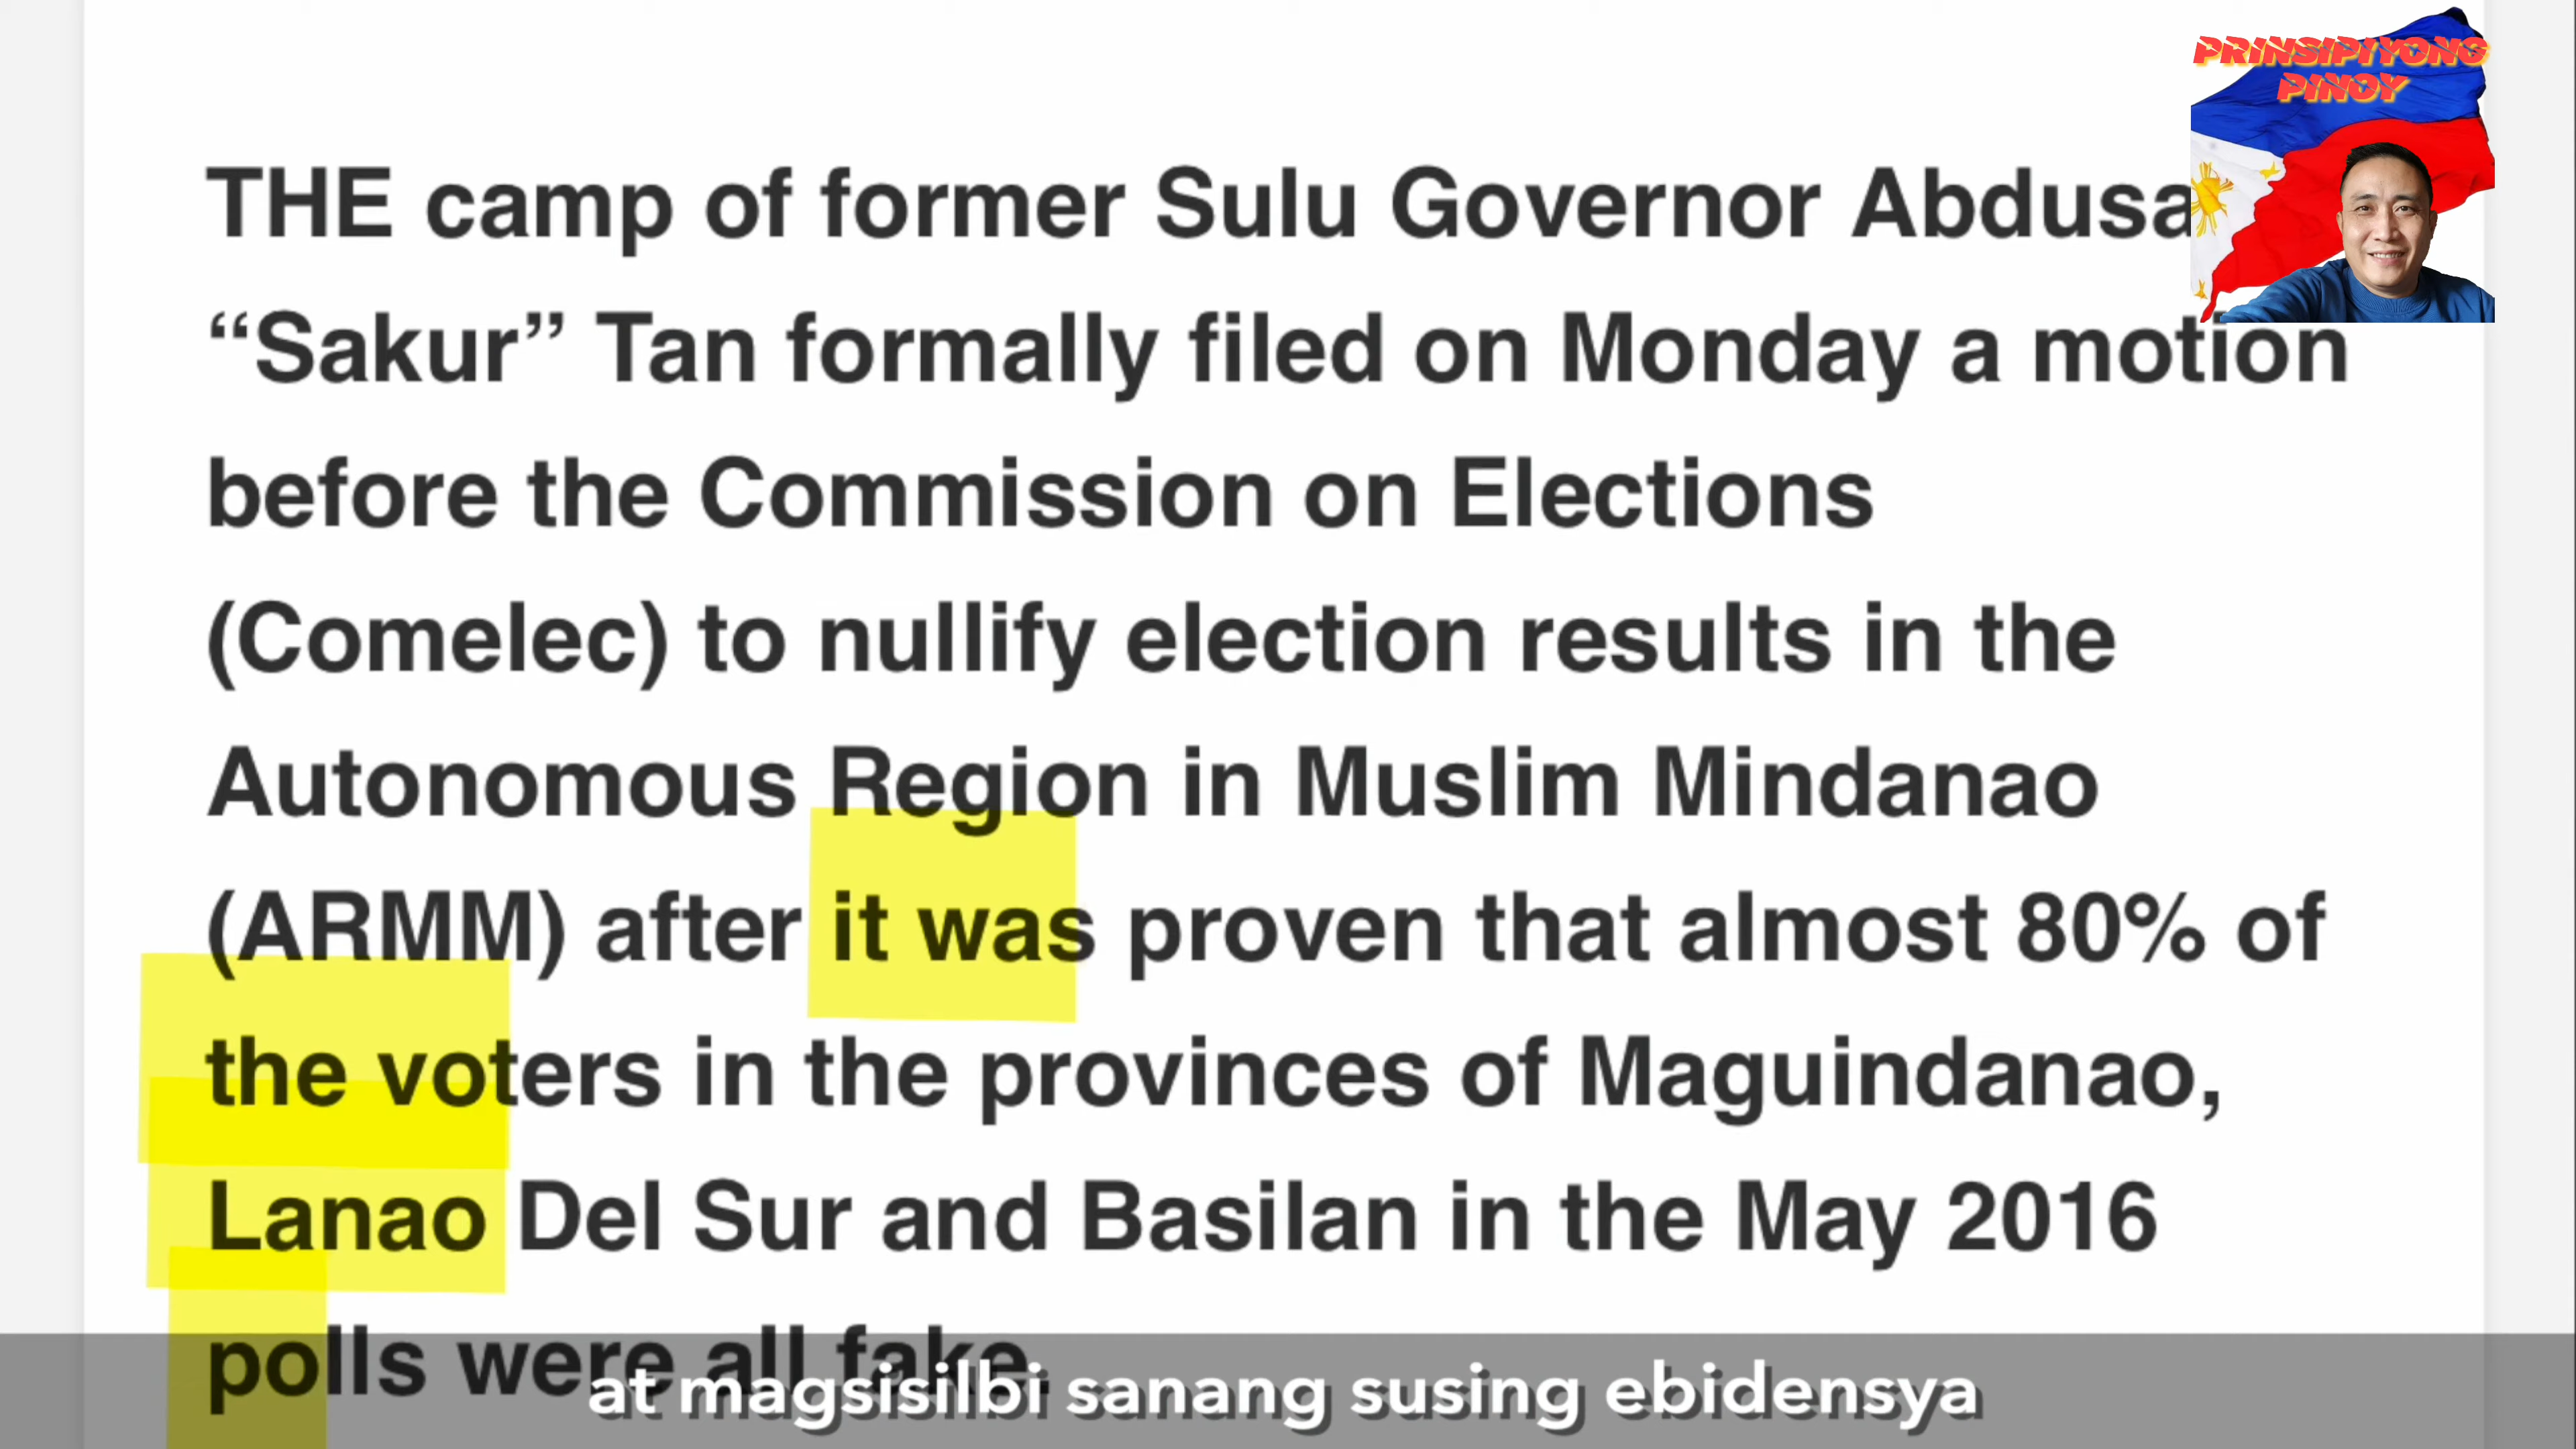 PRINSIPIYONG
PINOY
THE camp of former Sulu Governor Abdusa
“Sakur” Tan formally filed on Monday a motion
before the Commission on Elections
(Comelec) to nullify election results in the
Autonomous Region in Muslim Mindanao
(ARMM) after it was proven that almost 80% of
the voters in the provinces of Maguindanao,
Lanao Del Sur and Basilan in the May 2016
polls were all fake.
at magsisilbi sanang susing ebidensya